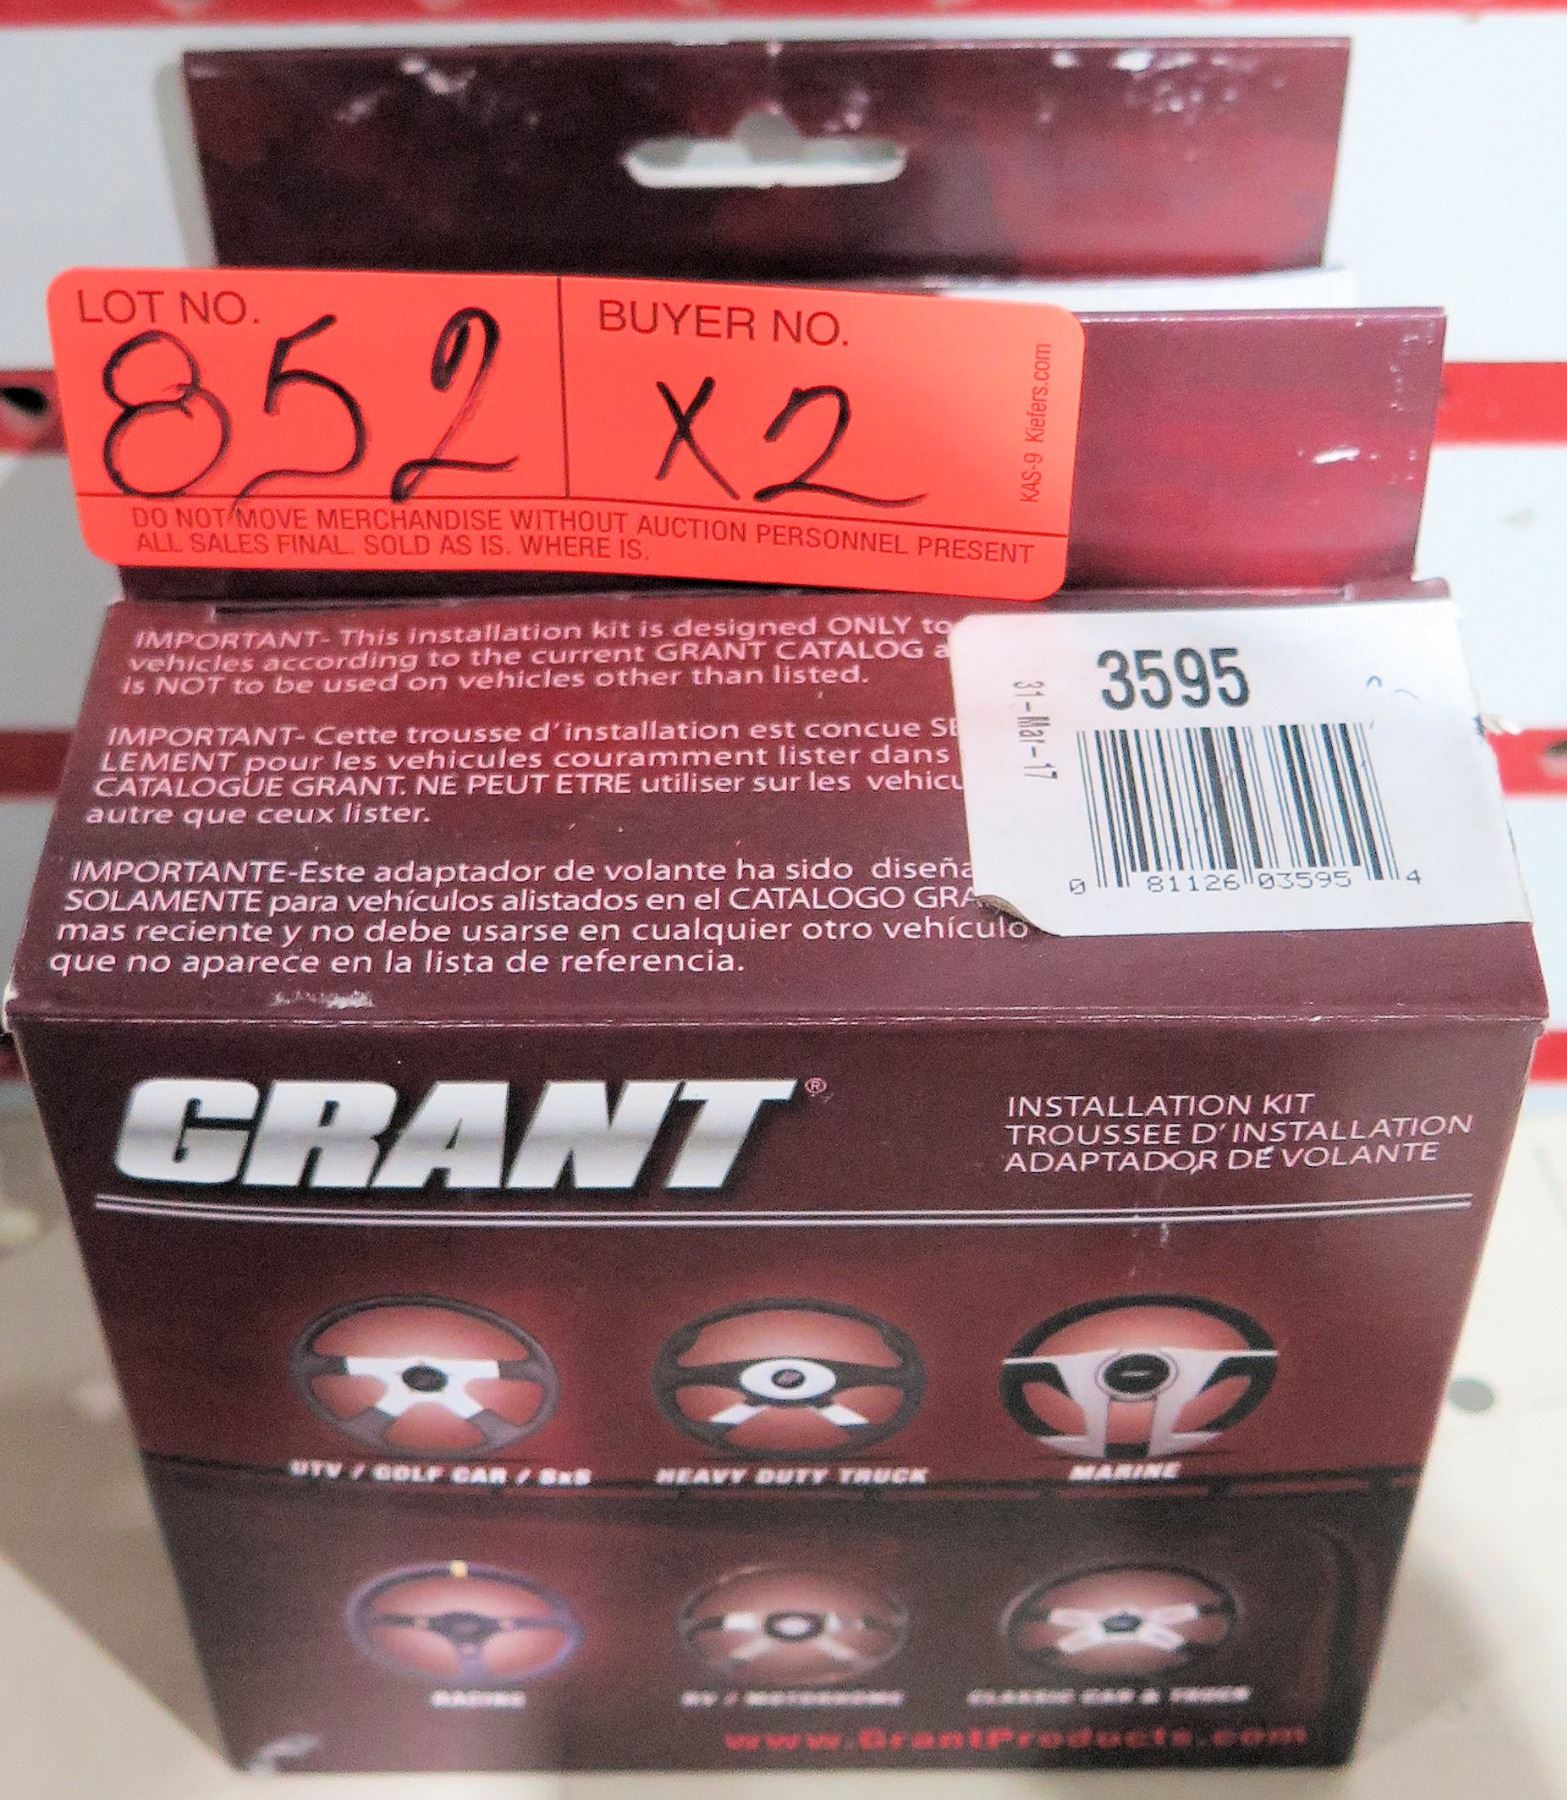 LOT NO.
852
BUYER NO.
X2
KAS-9 Kiefers.com
DO NOT MOVE MERCHANDISE WITHOUT AUCTION PERSONNEL PRESENT
ALL SALES FINAL. SOLD AS IS. WHERE IS.
IMPORTANT- This installation kit is designed ONLY to
vehicles according to the current GRANT CATALOG a
is NOT to be used on vehicles other than listed.
IMPORTANT- Cette trousse d'installation est concue SE
LEMENT pour les vehicules couramment lister dans
CATALOGUE GRANT. NE PEUT ETRE utiliser sur les vehicu
autre que ceux lister.
IMPORTANTE-Este adaptador de volante ha sido diseña
SOLAMENTE para vehículos alistados en el CATALOGO GRA
mas reciente y no debe usarse en cualquier otro vehículo
que no aparece en la lista de referencia.
3595
31-Mar-17
0 81126 03595 4
GRANT®
INSTALLATION KIT
TROUSSEE D'INSTALLATION
ADAPTADOR DE VOLANTE
UTV / GOLF CAR / SxS
HEAVY DUTY TRUCK
MARINE
RACING
RV / MOTORHOME
CLASSIC CAR & TRUCK
www.GrantProducts.com